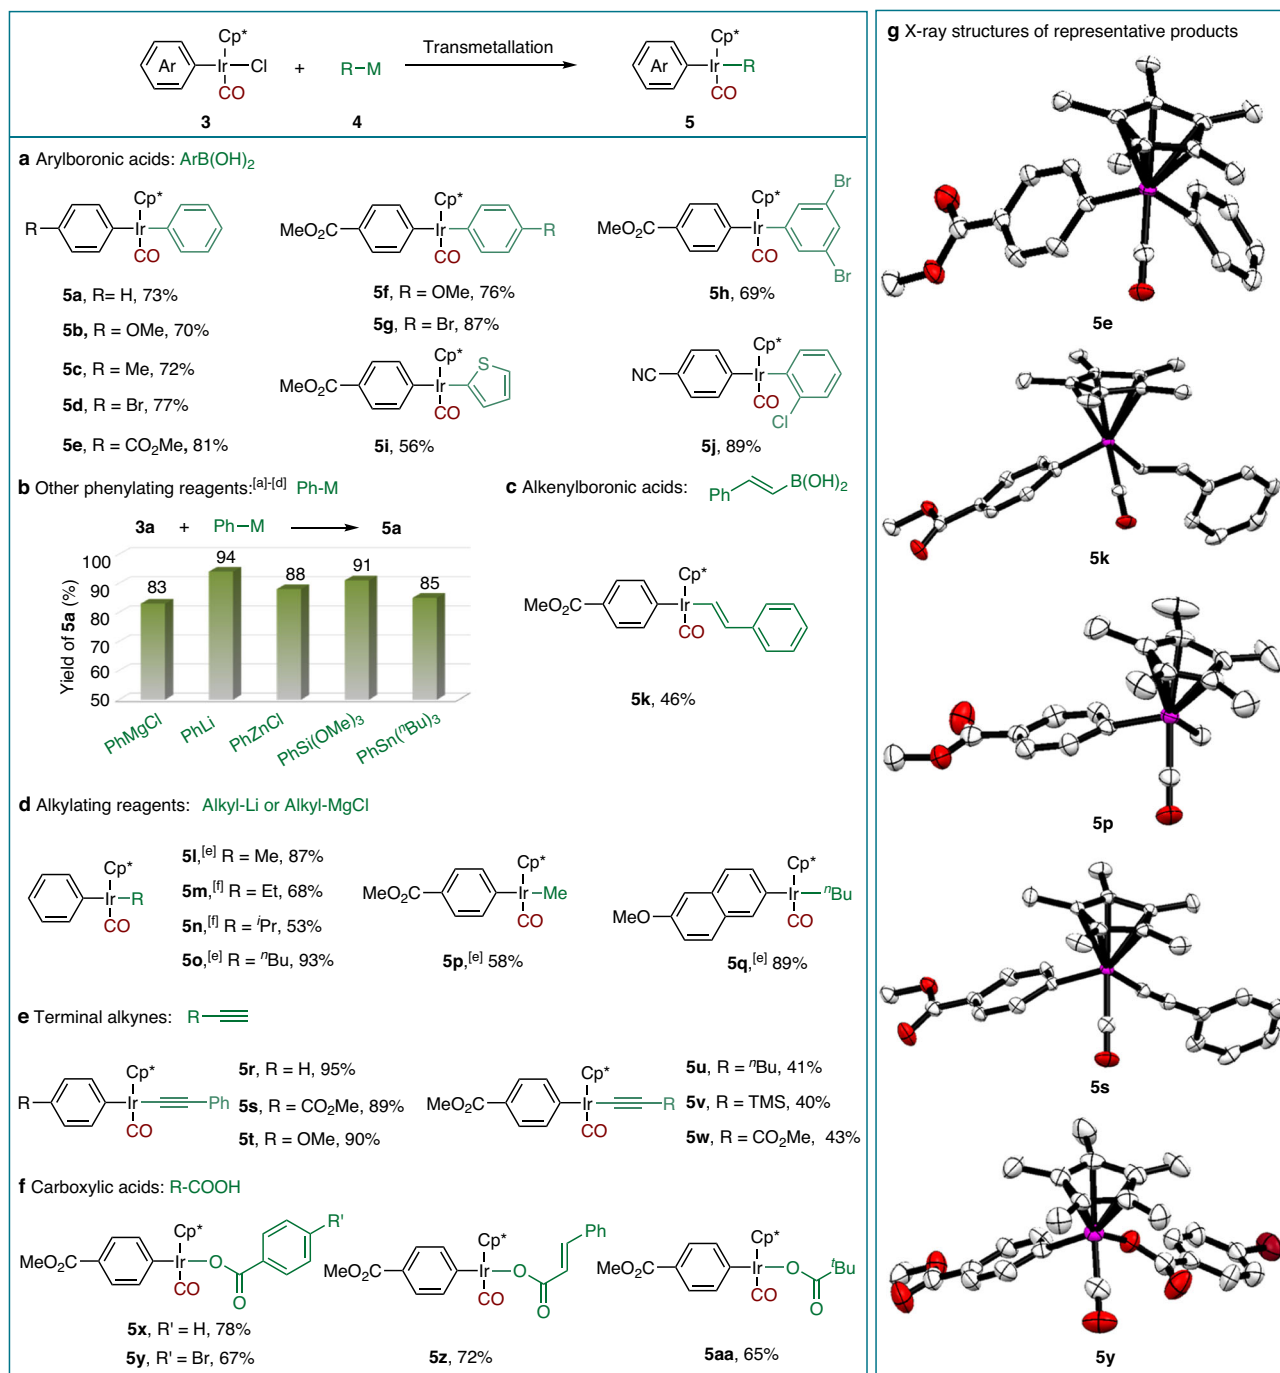 Cp*
Ar
Ir
Cl
CO
3
+
R–M
4
Transmetallation
Cp*
Ar
Ir
R
CO
5
a Arylboronic acids: ArB(OH)2
R
Cp*
Ir
CO
5a, R= H, 73%
5b, R = OMe, 70%
5c, R = Me, 72%
5d, R = Br, 77%
5e, R = CO2Me, 81%
MeO2C
Cp*
Ir
CO
R
5f, R = OMe, 76%
5g, R = Br, 87%
MeO2C
Cp*
Ir
CO
Br
Br
5h, 69%
MeO2C
Cp*
Ir
CO
S
5i, 56%
NC
Cp*
Ir
CO
Cl
5j, 89%
b Other phenylating reagents:[a]-[d] Ph-M
3a + Ph–M 5a
Yield of 5a (%)
100
90
80
70
60
50
83
94
88
91
85
PhMgCl
PhLi
PhZnCl
PhSi(OMe)3
PhSn(nBu)3
c Alkenylboronic acids:
Ph
B(OH)2
MeO2C
Cp*
Ir
CO
5k, 46%
d Alkylating reagents: Alkyl-Li or Alkyl-MgCl
Cp*
Ir
R
CO
5l,[e] R = Me, 87%
5m,[f] R = Et, 68%
5n,[f] R = iPr, 53%
5o,[e] R = nBu, 93%
MeO2C
Cp*
Ir
Me
CO
5p,[e] 58%
MeO
Cp*
Ir
nBu
CO
5q,[e] 89%
e Terminal alkynes: R
R
Cp*
Ir
CO
Ph
5r, R = H, 95%
5s, R = CO2Me, 89%
5t, R = OMe, 90%
MeO2C
Cp*
Ir
CO
R
5u, R = nBu, 41%
5v, R = TMS, 40%
5w, R = CO2Me, 43%
f Carboxylic acids: R-COOH
MeO2C
Cp*
Ir
CO
O
O
R'
5x, R' = H, 78%
5y, R' = Br, 67%
MeO2C
Cp*
Ir
CO
O
O
Ph
5z, 72%
MeO2C
Cp*
Ir
CO
O
O
tBu
5aa, 65%
g X-ray structures of representative products
5e
5k
5p
5s
5y